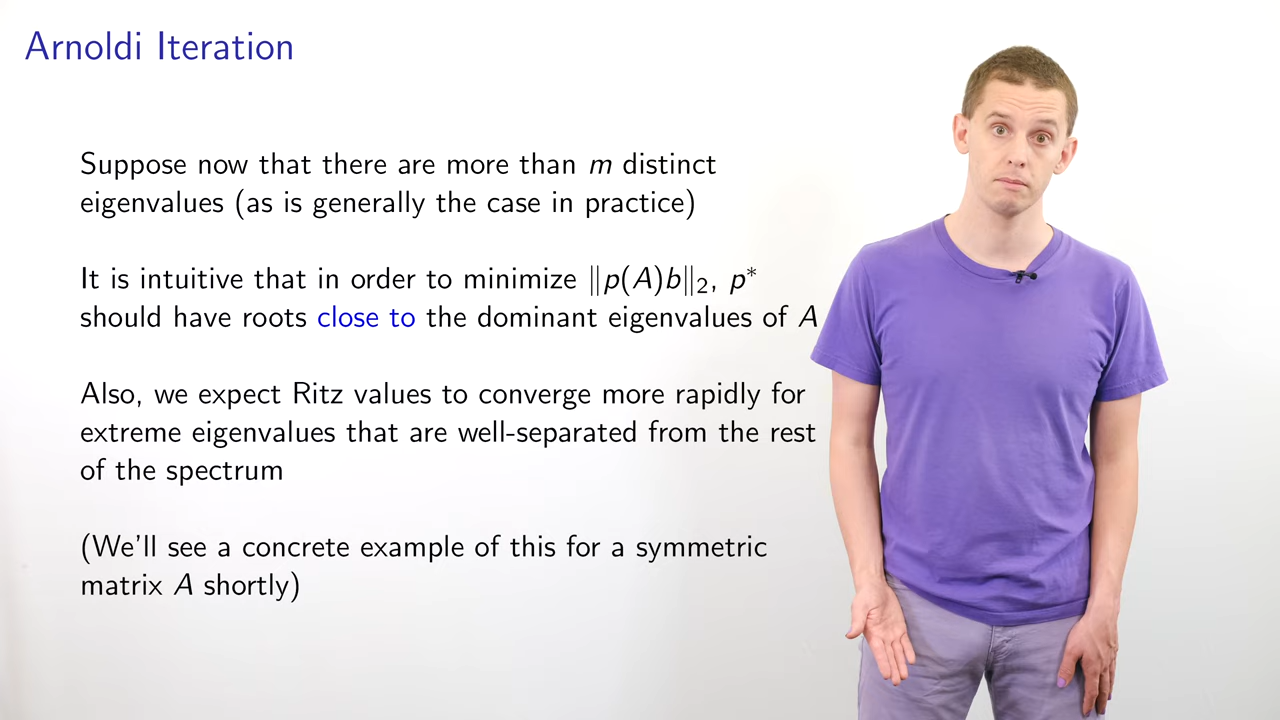 Arnoldi Iteration
Suppose now that there are more than m distinct
eigenvalues (as is generally the case in practice)
It is intuitive that in order to minimize ‖p(A)b‖₂, p*
should have roots close to the dominant eigenvalues of A
Also, we expect Ritz values to converge more rapidly for
extreme eigenvalues that are well-separated from the rest
of the spectrum
(We'll see a concrete example of this for a symmetric
matrix A shortly)